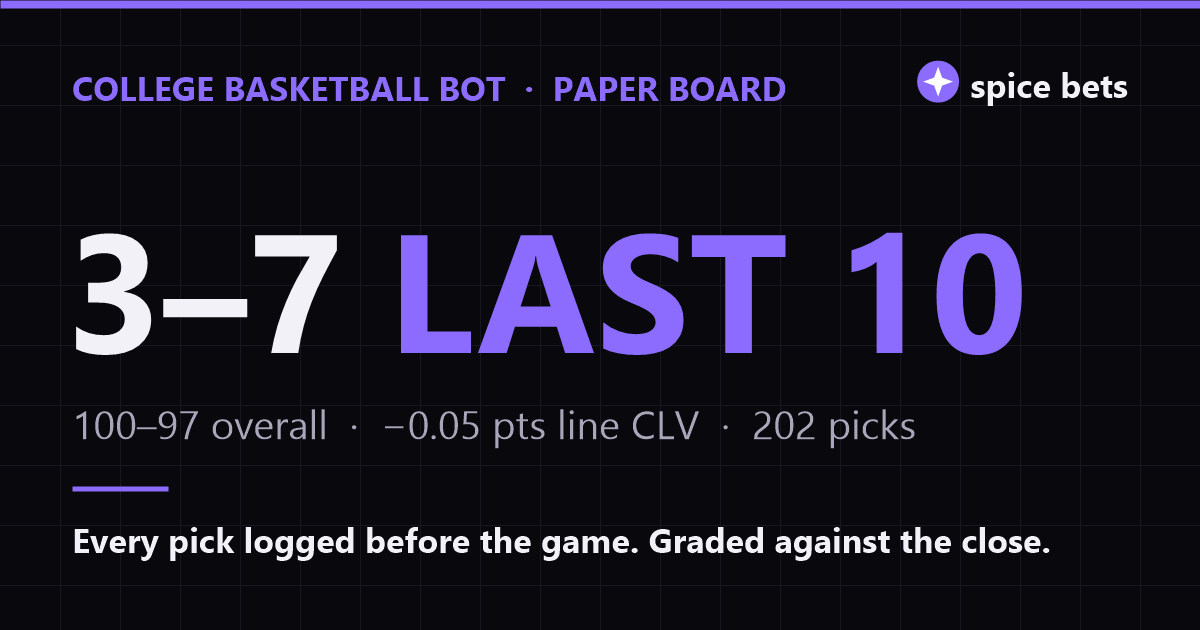 COLLEGE BASKETBALL BOT · PAPER BOARD
spice bets
3–7 LAST 10
100–97 overall · −0.05 pts line CLV · 202 picks
Every pick logged before the game. Graded against the close.